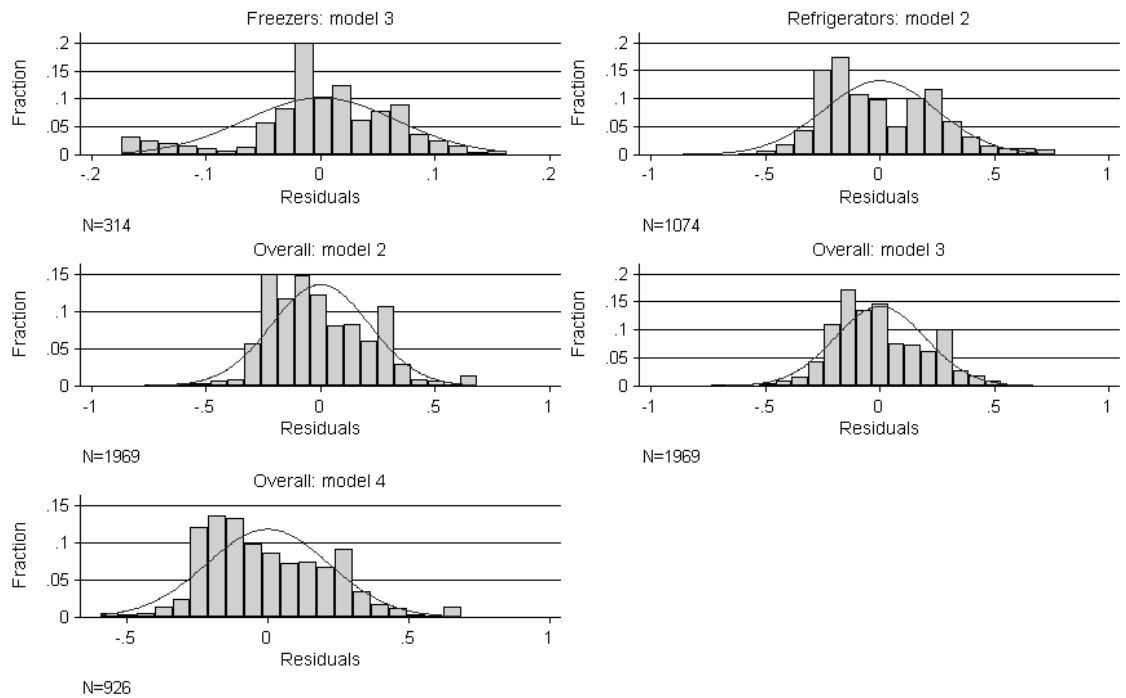 Freezers: model 3
.2
.15
.1
.05
0
Fraction
-.2 -.1 0 .1 .2
Residuals
N=314
Refrigerators: model 2
.2
.15
.1
.05
0
Fraction
-1 -.5 0 .5 1
Residuals
N=1074
Overall: model 2
.15
.1
.05
0
Fraction
-1 -.5 0 .5 1
Residuals
N=1969
Overall: model 3
.2
.15
.1
.05
0
Fraction
-1 -.5 0 .5 1
Residuals
N=1969
Overall: model 4
.15
.1
.05
0
Fraction
-.5 0 .5 1
Residuals
N=926